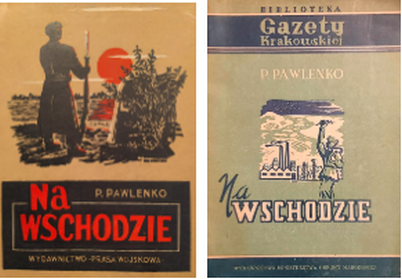 Na
P. PAWLENKO
WSCHODZIE
WYDAWNICTWO "PRASA WOJSKOWA"
BIBLIOTEKA
Gazety
Krakowskiej
P. PAWLENKO
Na
WSCHODZIE